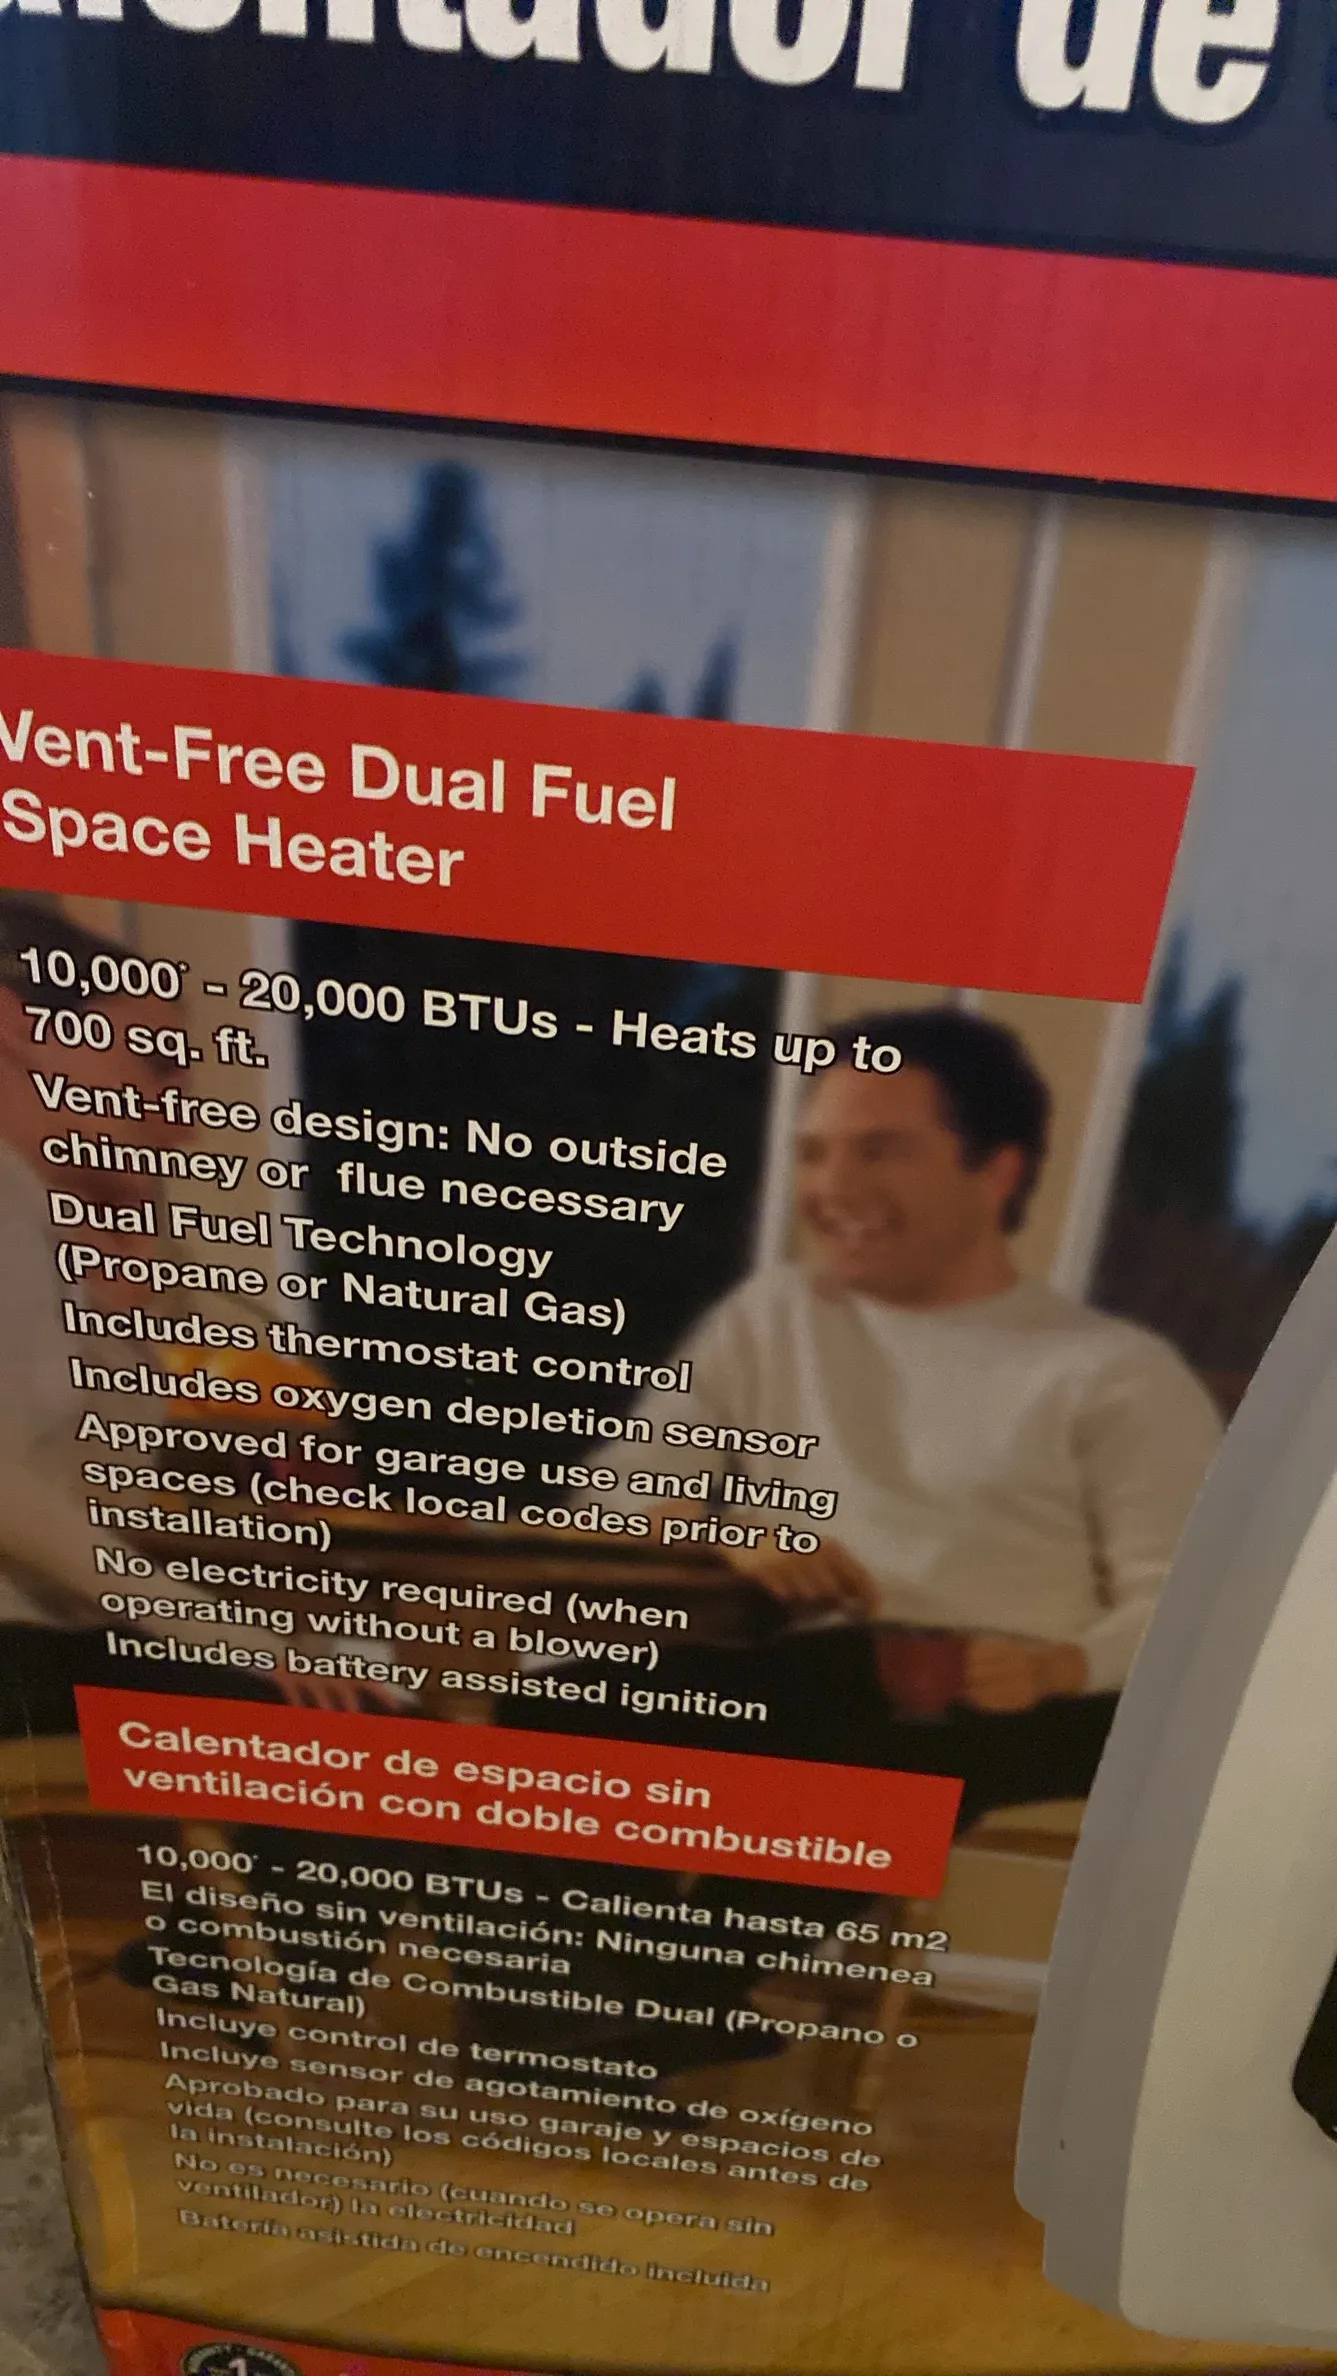 de
Vent-Free Dual Fuel
Space Heater
10,000* - 20,000 BTUs - Heats up to
700 sq. ft.
Vent-free design: No outside
chimney or flue necessary
Dual Fuel Technology
(Propane or Natural Gas)
Includes thermostat control
Includes oxygen depletion sensor
Approved for garage use and living
spaces (check local codes prior to
installation)
No electricity required (when
operating without a blower)
Includes battery assisted ignition
Calentador de espacio sin
ventilación con doble combustible
10,000* - 20,000 BTUs - Calienta hasta 65 m2
El diseño sin ventilación: Ninguna chimenea
o combustión necesaria
Tecnología de Combustible Dual (Propano o
Gas Natural)
Incluye control de termostato
Incluye sensor de agotamiento de oxígeno
Aprobado para su uso garaje y espacios de
vida (consulte los códigos locales antes de
la instalación)
No es necesario (cuando se opera sin
ventilador) la electricidad
Batería asistida de encendido incluida
1